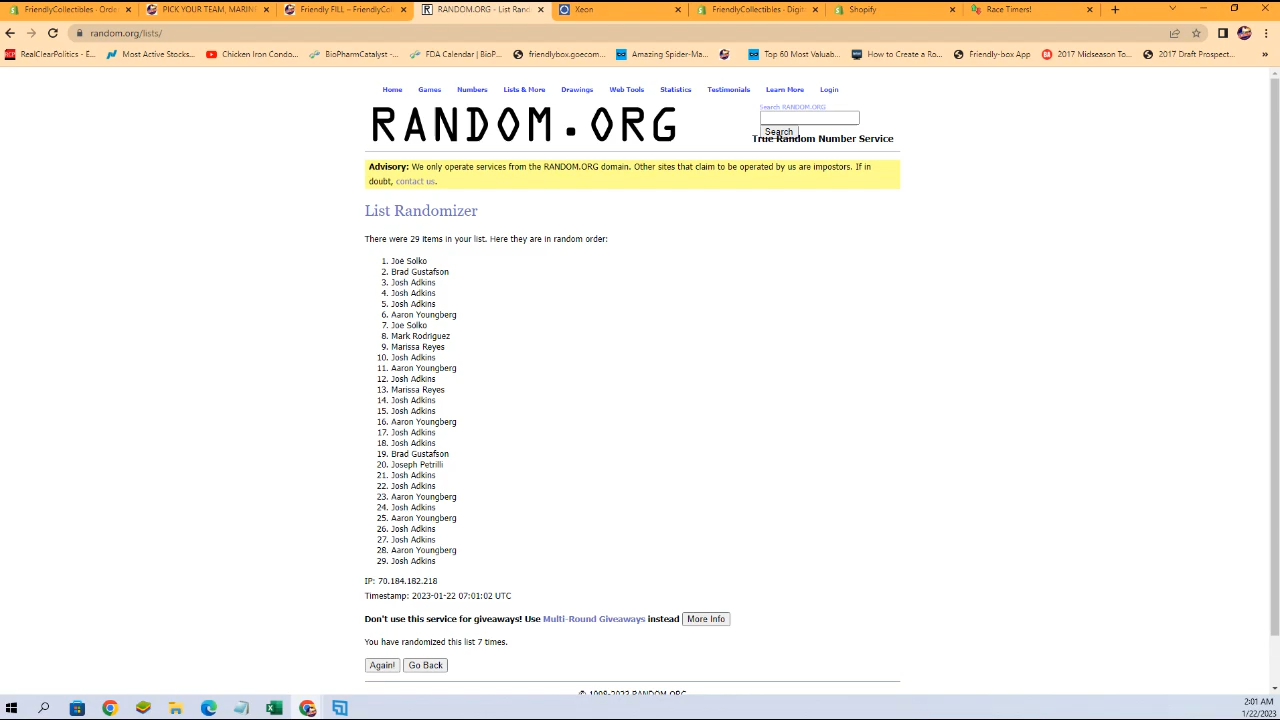 FriendlyCollectibles - Orde
PICK YOUR TEAM, MARIN
Friendly FILL – FriendlyCol
RANDOM.ORG - List Rand
Xeon
FriendlyCollectibles - Digit
Shopify
Race Timers!
random.org/lists/
RealClearPolitics - E...
Most Active Stocks...
Chicken Iron Condo...
BioPharmCatalyst -...
FDA Calendar | BioP...
friendlybox.goecom...
Amazing Spider-Ma...
Top 60 Most Valuab...
How to Create a Ro...
Friendly-box App
2017 Midseason To...
2017 Draft Prospect...
»
Home Games Numbers Lists & More Drawings Web Tools Statistics Testimonials Learn More Login
RANDOM.ORG
Search RANDOM.ORG
Search
True Random Number Service
Advisory: We only operate services from the RANDOM.ORG domain. Other sites that claim to be operated by us are impostors. If in
doubt, contact us.
List Randomizer
There were 29 items in your list. Here they are in random order:
1. Joe Solko
2. Brad Gustafson
3. Josh Adkins
4. Josh Adkins
5. Josh Adkins
6. Aaron Youngberg
7. Joe Solko
8. Mark Rodriguez
9. Marissa Reyes
10. Josh Adkins
11. Aaron Youngberg
12. Josh Adkins
13. Marissa Reyes
14. Josh Adkins
15. Josh Adkins
16. Aaron Youngberg
17. Josh Adkins
18. Josh Adkins
19. Brad Gustafson
20. Joseph Petrilli
21. Josh Adkins
22. Josh Adkins
23. Aaron Youngberg
24. Josh Adkins
25. Aaron Youngberg
26. Josh Adkins
27. Josh Adkins
28. Aaron Youngberg
29. Josh Adkins
IP: 70.184.182.218
Timestamp: 2023-01-22 07:01:02 UTC
Don't use this service for giveaways! Use Multi-Round Giveaways instead More Info
You have randomized this list 7 times.
Again! Go Back
© 1998-2023 RANDOM.ORG
2:01 AM
1/22/2023